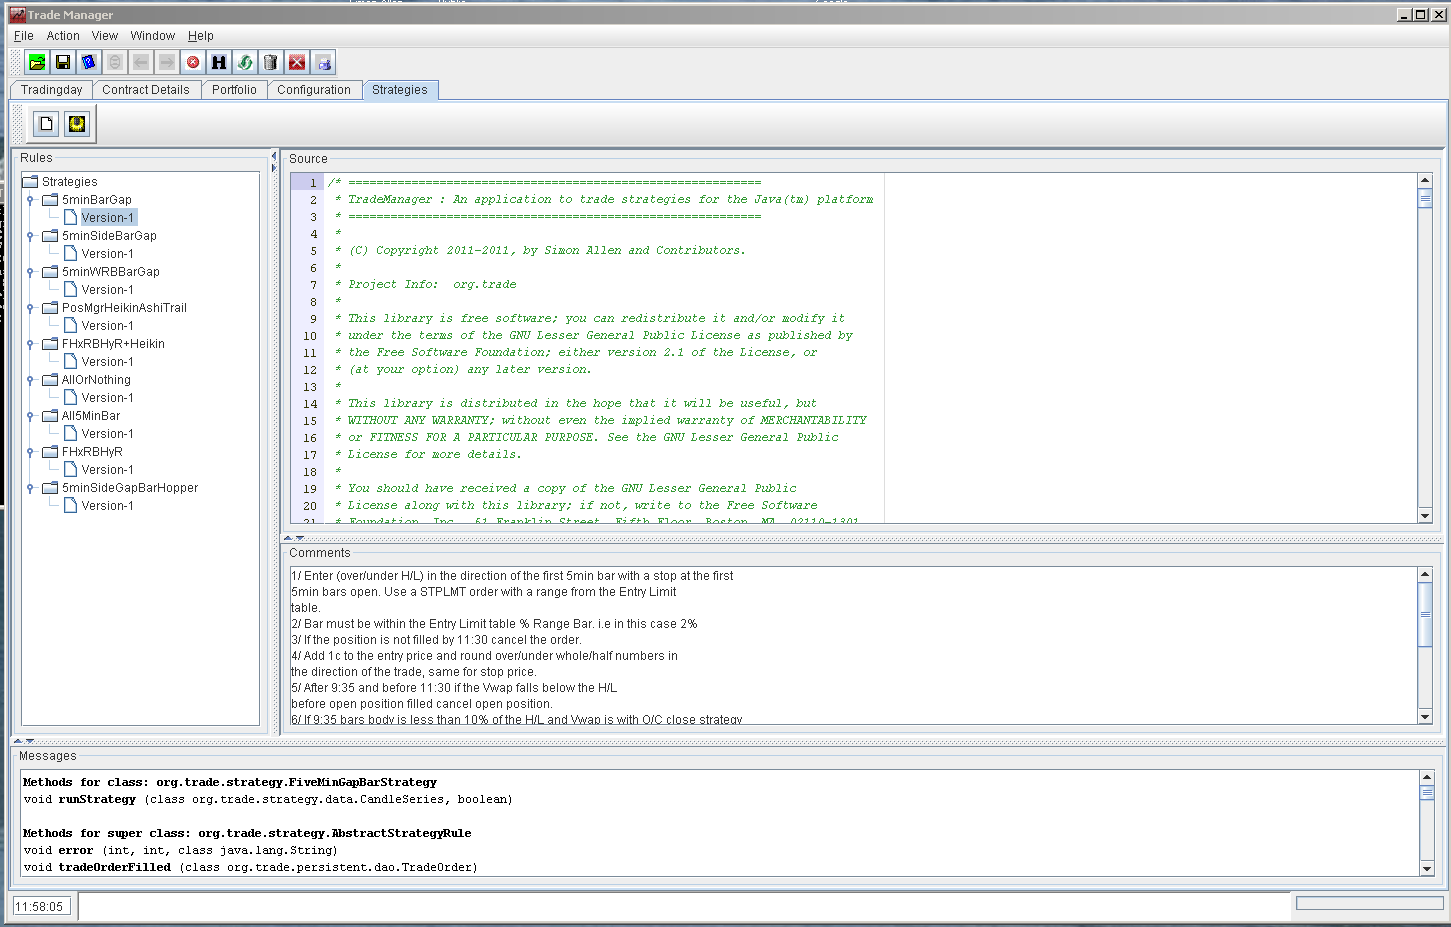 Trade Manager
File Action View Window Help
Tradingday Contract Details Portfolio Configuration Strategies
Rules
Strategies
5minBarGap
Version-1
5minSideBarGap
Version-1
5minWRBBarGap
Version-1
PosMgrHeikinAshiTrail
Version-1
FHxRBHyR+Heikin
Version-1
AllOrNothing
Version-1
All5MinBar
Version-1
FHxRBHyR
Version-1
5minSideGapBarHopper
Version-1
Source
1 /* ===========================================================
2 * TradeManager : An application to trade strategies for the Java(tm) platform
3 * ===========================================================
4 *
5 * (C) Copyright 2011-2011, by Simon Allen and Contributors.
6 *
7 * Project Info: org.trade
8 *
9 * This library is free software; you can redistribute it and/or modify it
10 * under the terms of the GNU Lesser General Public License as published by
11 * the Free Software Foundation; either version 2.1 of the License, or
12 * (at your option) any later version.
13 *
14 * This library is distributed in the hope that it will be useful, but
15 * WITHOUT ANY WARRANTY; without even the implied warranty of MERCHANTABILITY
16 * or FITNESS FOR A PARTICULAR PURPOSE. See the GNU Lesser General Public
17 * License for more details.
18 *
19 * You should have received a copy of the GNU Lesser General Public
20 * License along with this library; if not, write to the Free Software
21 * Foundation, Inc., 51 Franklin Street, Fifth Floor, Boston, MA 02110-1301,
Comments
1/ Enter (over/under H/L) in the direction of the first 5min bar with a stop at the first
5min bars open. Use a STPLMT order with a range from the Entry Limit
table.
2/ Bar must be within the Entry Limit table % Range Bar. i.e in this case 2%
3/ If the position is not filled by 11:30 cancel the order.
4/ Add 1c to the entry price and round over/under whole/half numbers in
the direction of the trade, same for stop price.
5/ After 9:35 and before 11:30 if the Vwap falls below the H/L
before open position filled cancel open position.
6/ If 9:35 bars body is less than 10% of the H/L and Vwap is with O/C close strategy
Messages
Methods for class: org.trade.strategy.FiveMinGapBarStrategy
void runStrategy (class org.trade.strategy.data.CandleSeries, boolean)
Methods for super class: org.trade.strategy.AbstractStrategyRule
void error (int, int, class java.lang.String)
void tradeOrderFilled (class org.trade.persistent.dao.TradeOrder)
11:58:05